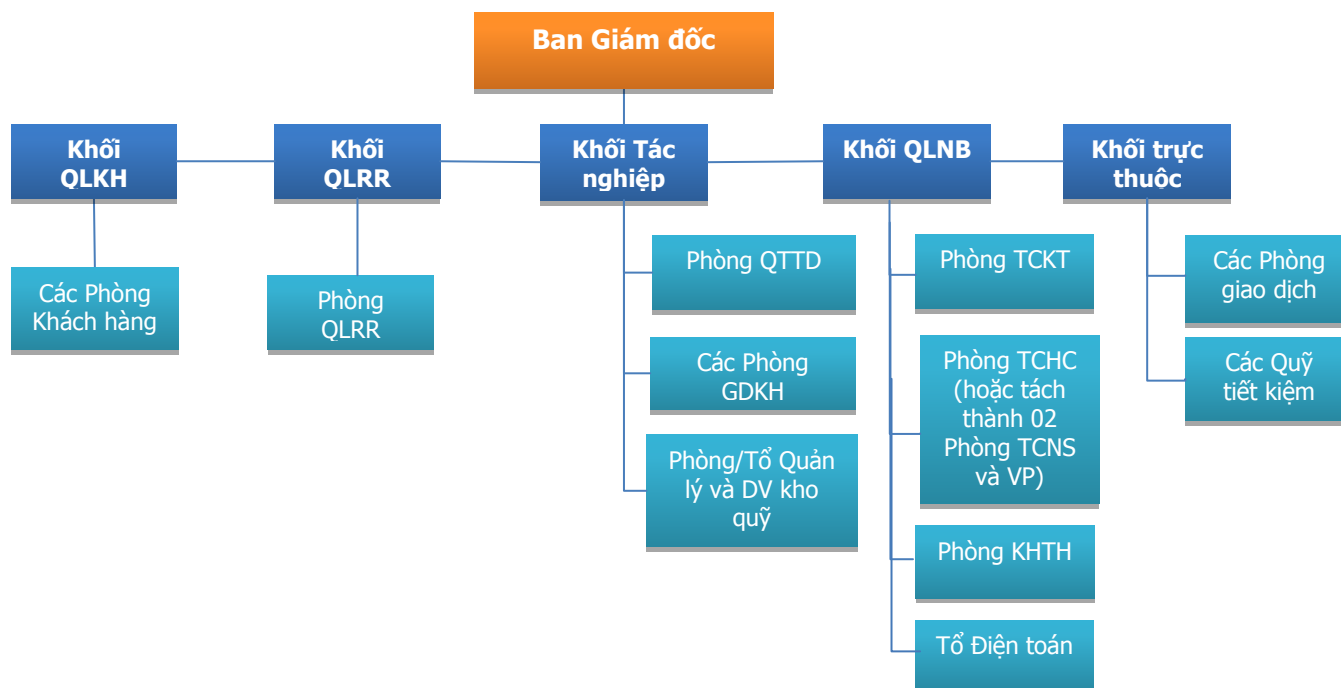 Ban Giám đốc
Khối
QLKH
Khối
QLRR
Khối Tác
nghiệp
Khối QLNB
Khối trực
thuộc
Các Phòng
Khách hàng
Phòng
QLRR
Phòng QTTD
Các Phòng
GDKH
Phòng/Tổ Quản
lý và DV kho
quỹ
Phòng TCKT
Phòng TCHC
(hoặc tách
thành 02
Phòng TCNS
và VP)
Phòng KHTH
Tổ Điện toán
Các Phòng
giao dịch
Các Quỹ
tiết kiệm